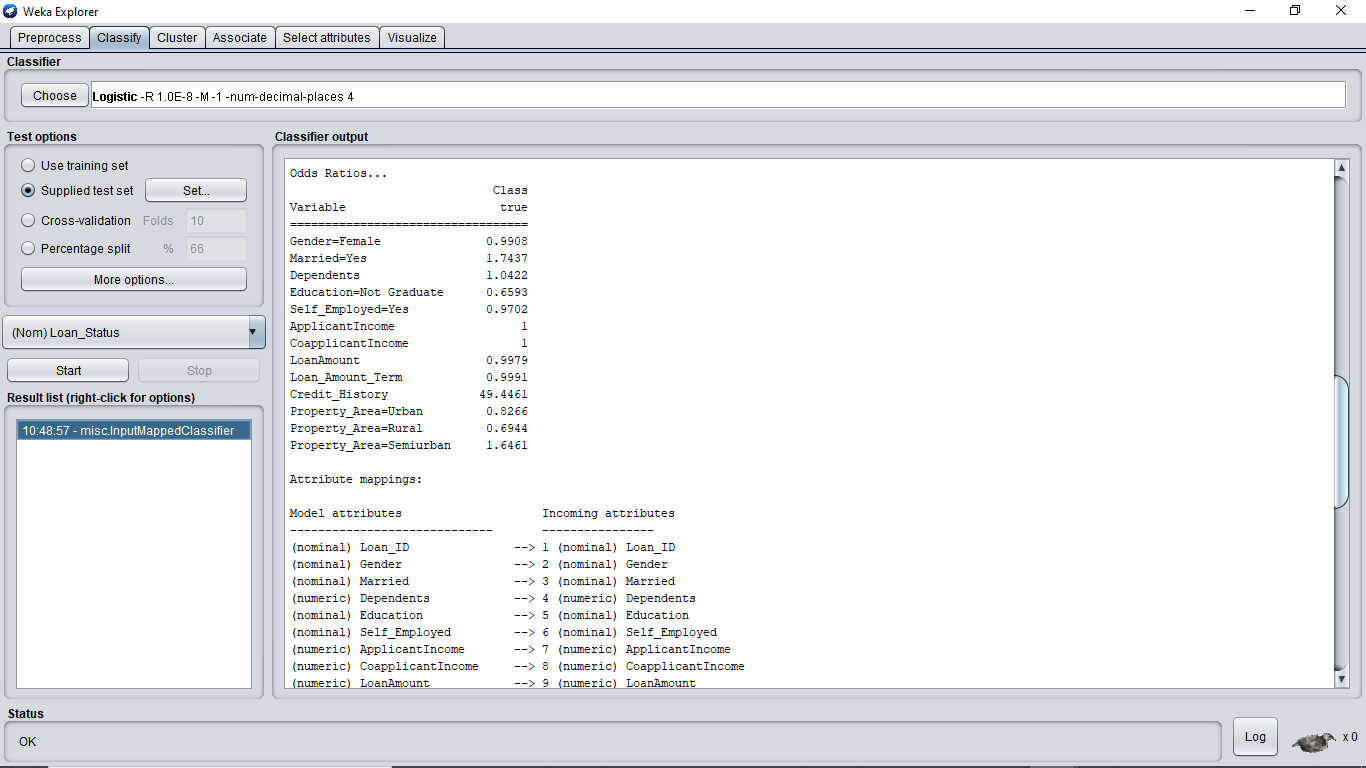 Weka Explorer
Preprocess Classify Cluster Associate Select attributes Visualize
Classifier
Choose Logistic -R 1.0E-8 -M -1 -num-decimal-places 4
Test options
Use training set
Supplied test set Set...
Cross-validation Folds 10
Percentage split % 66
More options...
(Nom) Loan_Status
Start Stop
Result list (right-click for options)
10:48:57 - misc.InputMappedClassifier
Classifier output
Odds Ratios...
Class
Variable true
===================================
Gender=Female 0.9908
Married=Yes 1.7437
Dependents 1.0422
Education=Not Graduate 0.6593
Self_Employed=Yes 0.9702
ApplicantIncome 1
CoapplicantIncome 1
LoanAmount 0.9979
Loan_Amount_Term 0.9991
Credit_History 49.4461
Property_Area=Urban 0.8266
Property_Area=Rural 0.6944
Property_Area=Semiurban 1.6461
Attribute mappings:
Model attributes Incoming attributes
----------------------------- ----------------
(nominal) Loan_ID --> 1 (nominal) Loan_ID
(nominal) Gender --> 2 (nominal) Gender
(nominal) Married --> 3 (nominal) Married
(numeric) Dependents --> 4 (numeric) Dependents
(nominal) Education --> 5 (nominal) Education
(nominal) Self_Employed --> 6 (nominal) Self_Employed
(numeric) ApplicantIncome --> 7 (numeric) ApplicantIncome
(numeric) CoapplicantIncome --> 8 (numeric) CoapplicantIncome
(numeric) LoanAmount --> 9 (numeric) LoanAmount
Status
OK
Log x 0